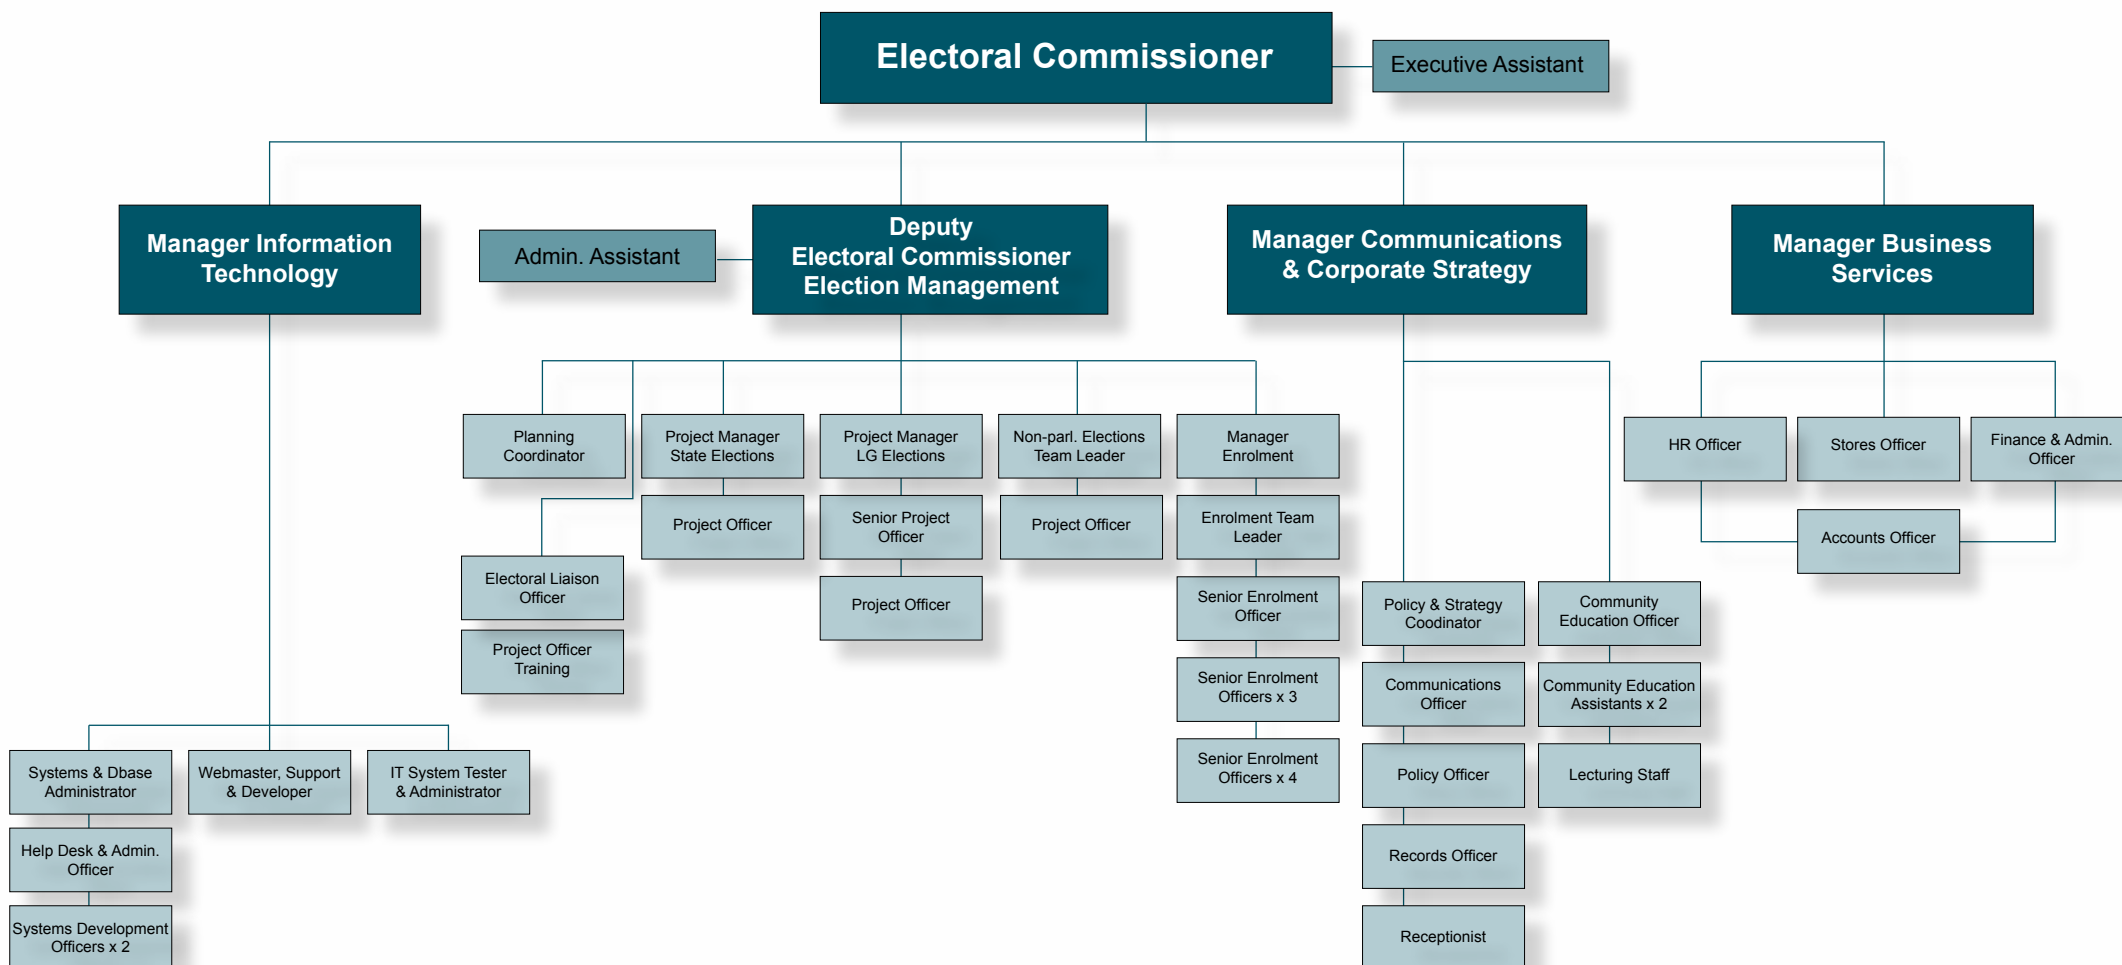 Electoral Commissioner
Executive Assistant
Manager Information
Technology
Admin. Assistant
Deputy
Electoral Commissioner
Election Management
Manager Communications
& Corporate Strategy
Manager Business
Services
Planning
Coordinator
Project Manager
State Elections
Project Manager
LG Elections
Non-parl. Elections
Team Leader
Manager
Enrolment
HR Officer
Stores Officer
Finance & Admin.
Officer
Project Officer
Senior Project
Officer
Project Officer
Enrolment Team
Leader
Accounts Officer
Electoral Liaison
Officer
Project Officer
Senior Enrolment
Officer
Policy & Strategy
Coodinator
Community
Education Officer
Project Officer
Training
Senior Enrolment
Officers x 3
Communications
Officer
Community Education
Assistants x 2
Systems & Dbase
Administrator
Webmaster, Support
& Developer
IT System Tester
& Administrator
Senior Enrolment
Officers x 4
Policy Officer
Lecturing Staff
Help Desk & Admin.
Officer
Records Officer
Systems Development
Officers x 2
Receptionist